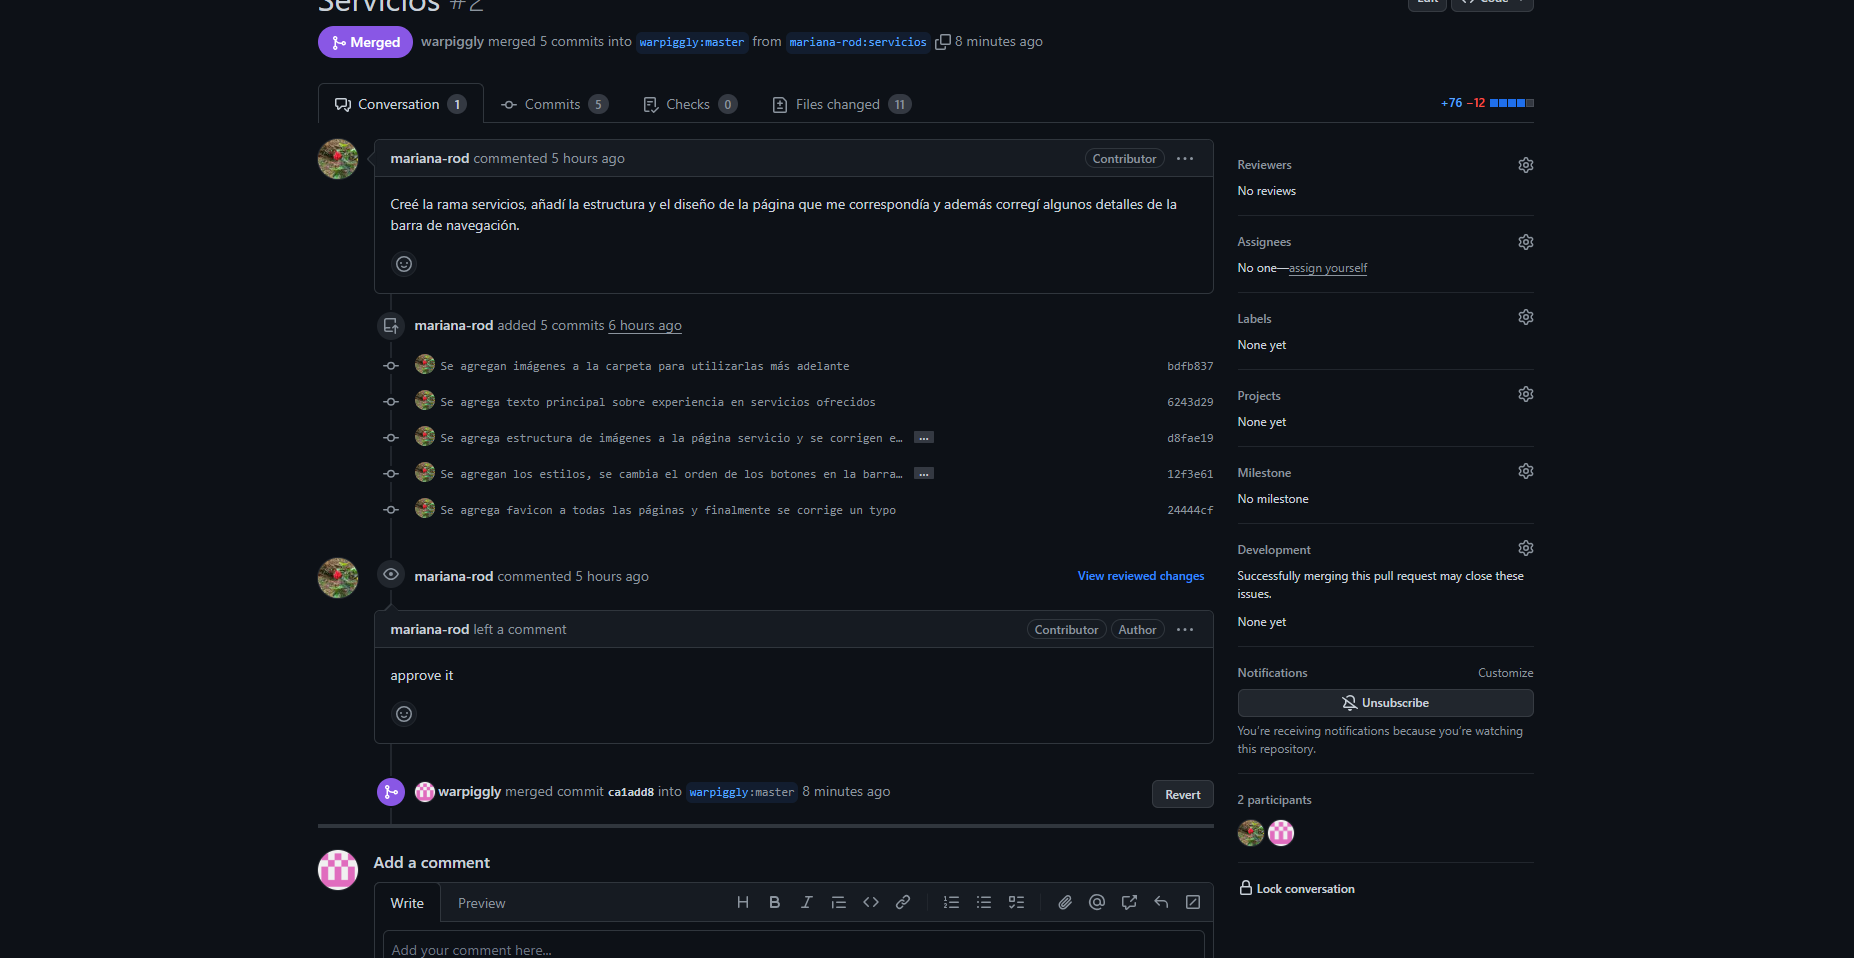 Servicios #2
Edit
Code
Merged
warpiggly merged 5 commits into warpiggly:master from mariana-rod:servicios 8 minutes ago
Conversation 1
Commits 5
Checks 0
Files changed 11
+76 −12
mariana-rod commented 5 hours ago
Contributor
Creé la rama servicios, añadí la estructura y el diseño de la página que me correspondía y además corregí algunos detalles de la
barra de navegación.
mariana-rod added 5 commits 6 hours ago
Se agregan imágenes a la carpeta para utilizarlas más adelante bdfb837
Se agrega texto principal sobre experiencia en servicios ofrecidos 6243d29
Se agrega estructura de imágenes a la página servicio y se corrigen e… … d8fae19
Se agregan los estilos, se cambia el orden de los botones en la barra… … 12f3e61
Se agrega favicon a todas las páginas y finalmente se corrige un typo 24444cf
mariana-rod commented 5 hours ago
View reviewed changes
mariana-rod left a comment
Contributor
Author
approve it
warpiggly merged commit ca1add8 into warpiggly:master 8 minutes ago
Revert
Add a comment
Write
Preview
Add your comment here...
Reviewers
No reviews
Assignees
No one—assign yourself
Labels
None yet
Projects
None yet
Milestone
No milestone
Development
Successfully merging this pull request may close these
issues.
None yet
Notifications
Customize
Unsubscribe
You're receiving notifications because you're watching
this repository.
2 participants
Lock conversation